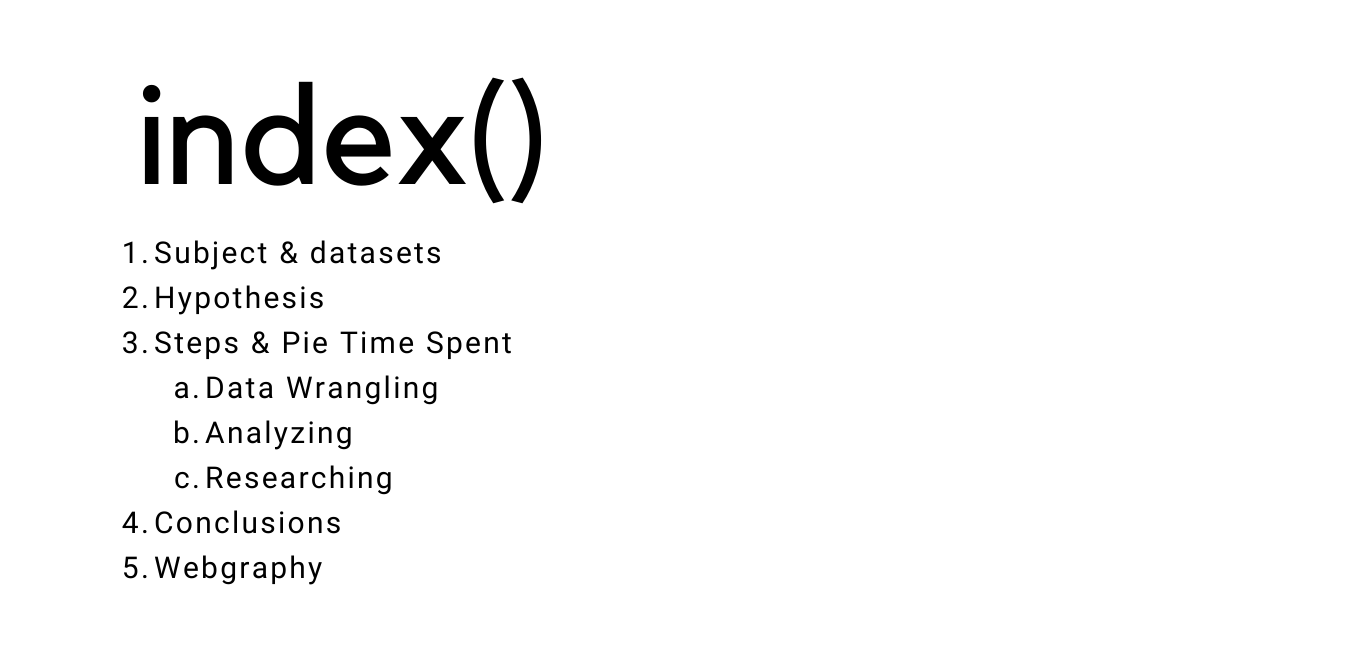 index()
1. Subject & datasets
2. Hypothesis
3. Steps & Pie Time Spent
a. Data Wrangling
b. Analyzing
c. Researching
4. Conclusions
5. Webgraphy